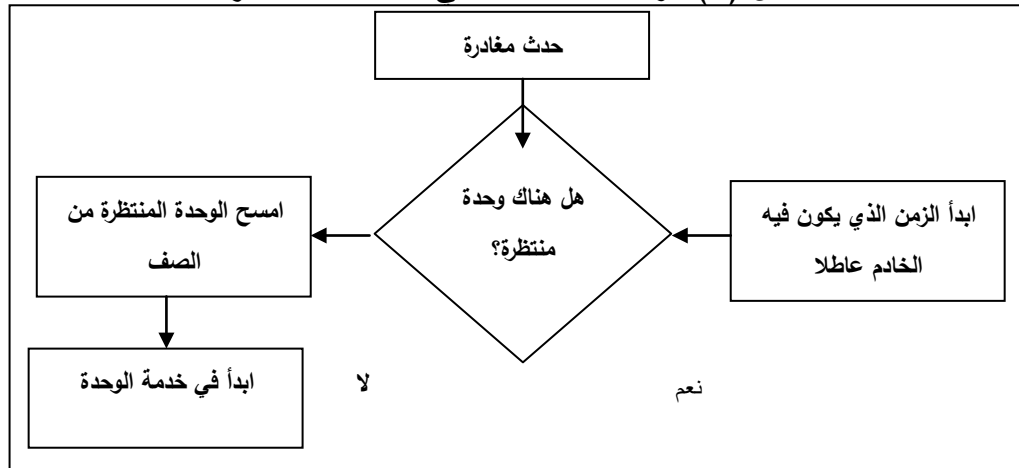 حدث مغادرة
هل هناك وحدة
منتظرة؟
ابدأ الزمن الذي يكون فيه
الخادم عاطلا
امسح الوحدة المنتظرة من
الصف
ابدأ في خدمة الوحدة
نعم
لا